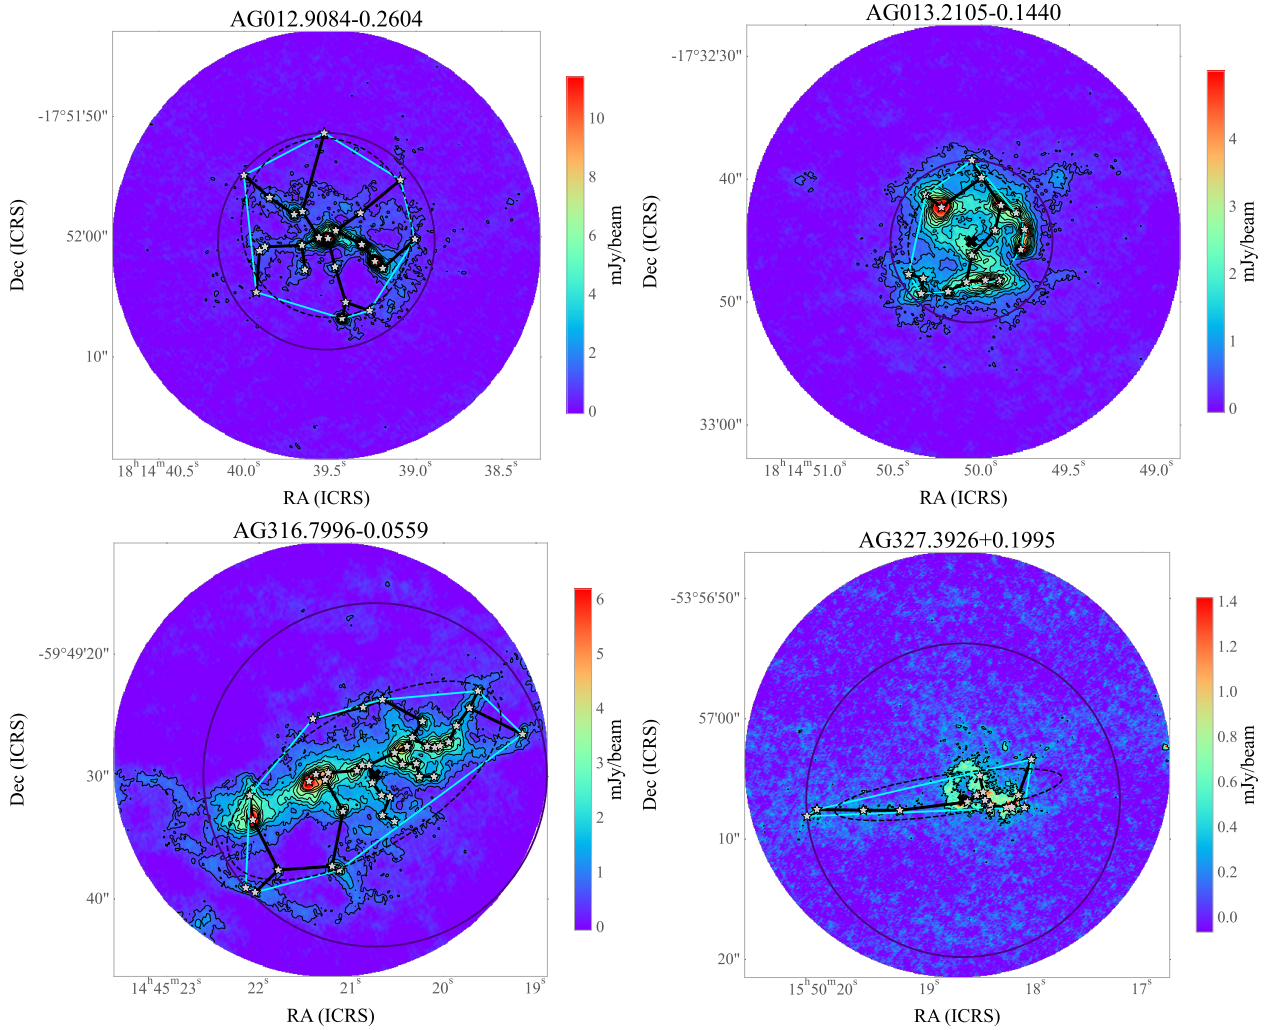 AG012.9084-0.2604
-17°51'50"
52'00"
10"
Dec (ICRS)
18ʰ14ᵐ40.5ˢ 40.0ˢ 39.5ˢ 39.0ˢ 38.5ˢ
RA (ICRS)
10
8
6
4
2
0
mJy/beam
AG013.2105-0.1440
-17°32'30"
40"
50"
33'00"
Dec (ICRS)
18ʰ14ᵐ51.0ˢ 50.5ˢ 50.0ˢ 49.5ˢ 49.0ˢ
RA (ICRS)
4
3
2
1
0
mJy/beam
AG316.7996-0.0559
-59°49'20"
30"
40"
Dec (ICRS)
14ʰ45ᵐ23ˢ 22ˢ 21ˢ 20ˢ 19ˢ
RA (ICRS)
6
5
4
3
2
1
0
mJy/beam
AG327.3926+0.1995
-53°56'50"
57'00"
10"
20"
Dec (ICRS)
15ʰ50ᵐ20ˢ 19ˢ 18ˢ 17ˢ
RA (ICRS)
1.4
1.2
1.0
0.8
0.6
0.4
0.2
0.0
mJy/beam